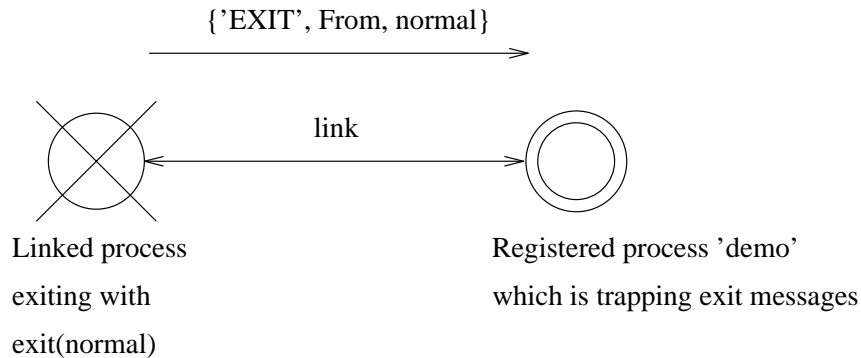 {’EXIT’, From, normal}
link
Linked process
exiting with
exit(normal)
Registered process ’demo’
which is trapping exit messages